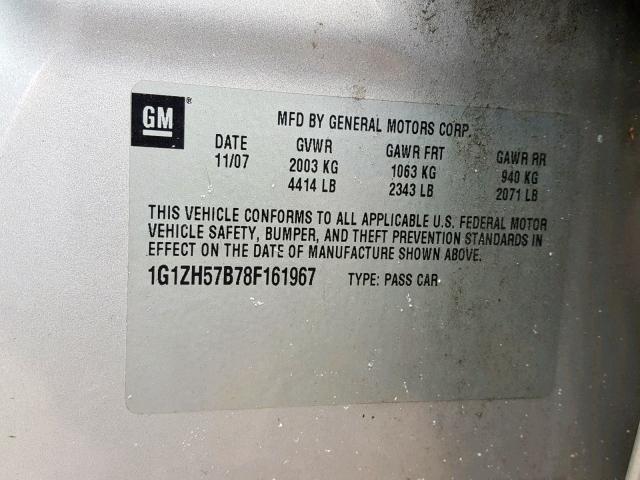 GM®
MFD BY GENERAL MOTORS CORP.
DATE GVWR GAWR FRT GAWR RR
11/07 2003 KG 1063 KG 940 KG
4414 LB 2343 LB 2071 LB
THIS VEHICLE CONFORMS TO ALL APPLICABLE U.S. FEDERAL MOTOR
VEHICLE SAFETY, BUMPER, AND THEFT PREVENTION STANDARDS IN
EFFECT ON THE DATE OF MANUFACTURE SHOWN ABOVE.
1G1ZH57B78F161967 TYPE: PASS CAR